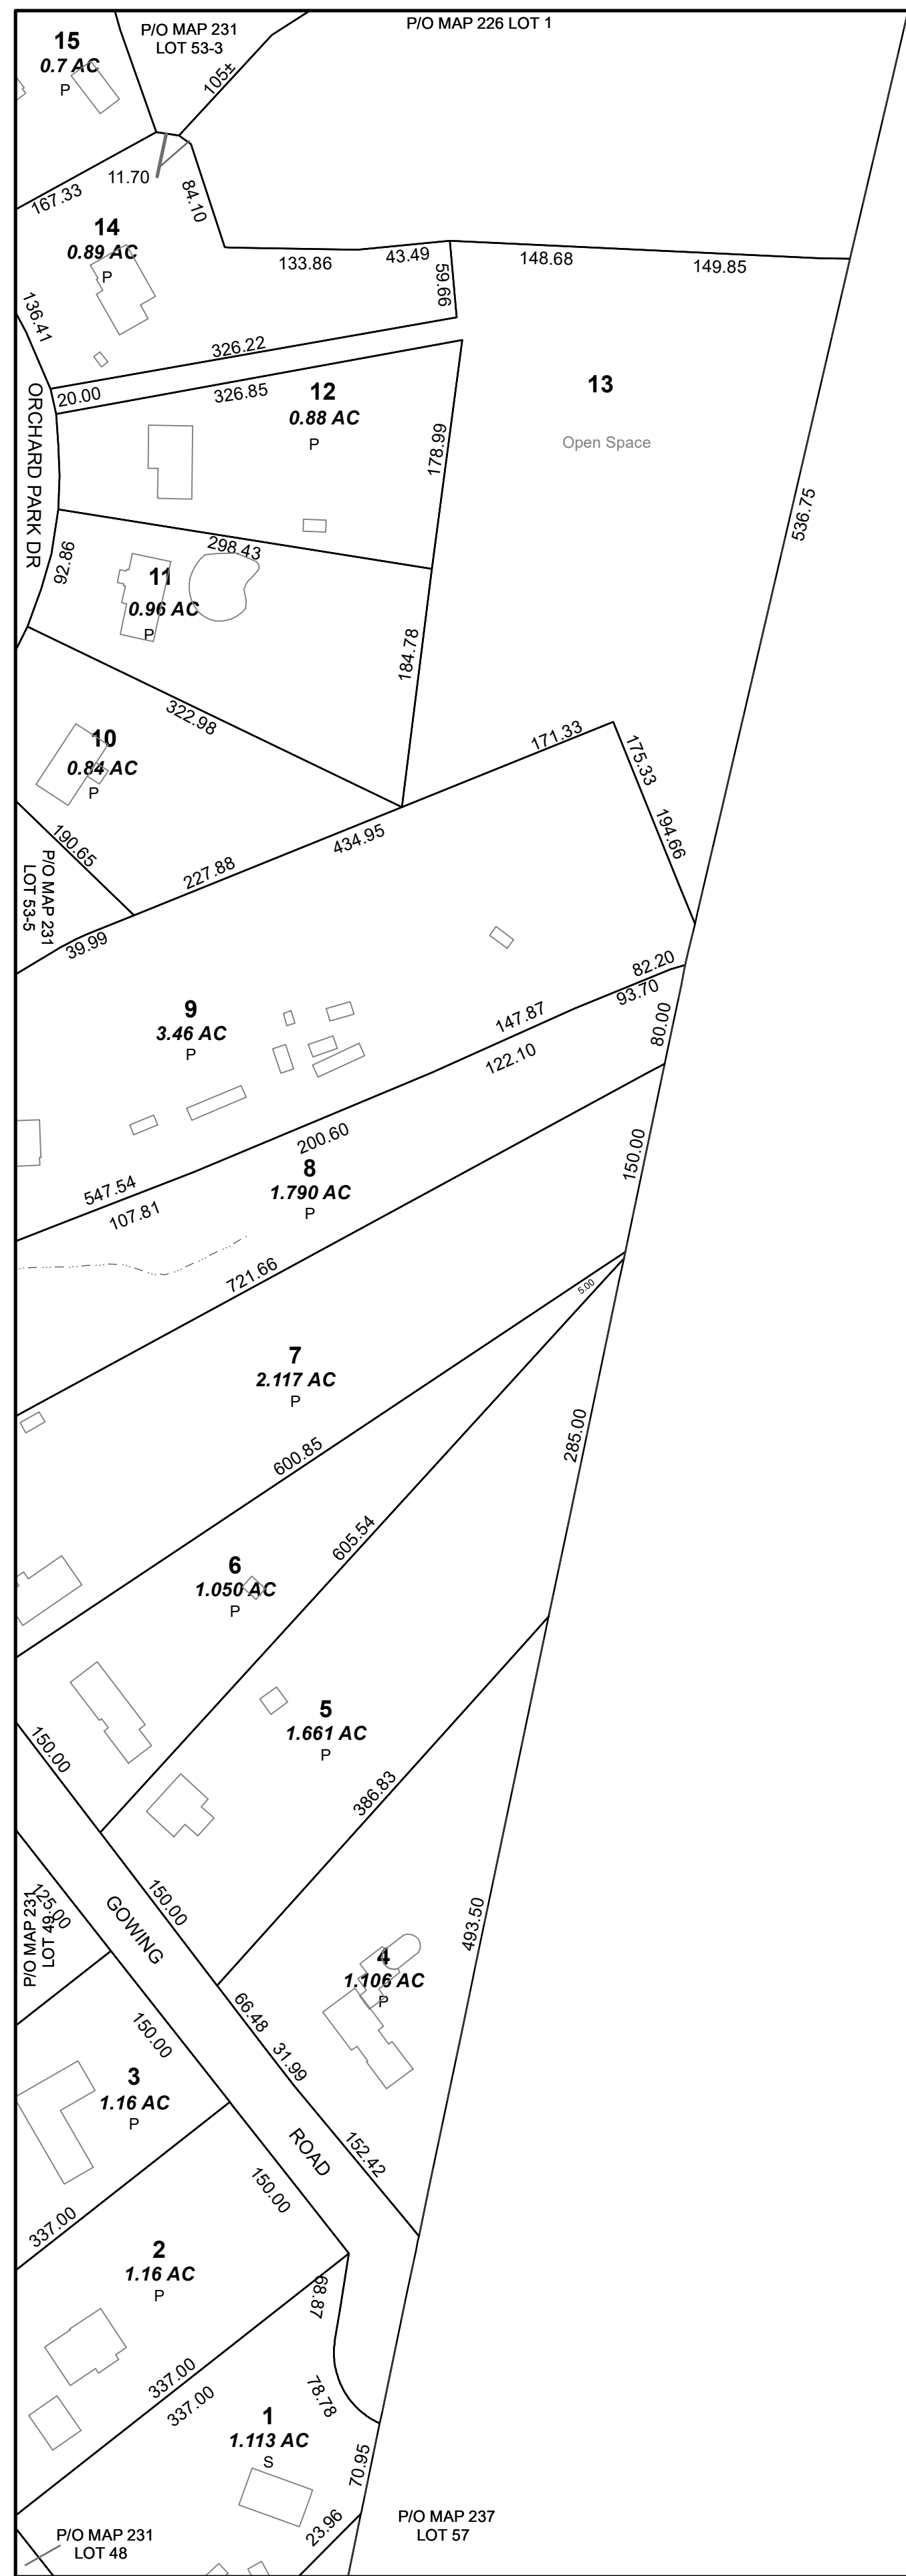 P/O MAP 226 LOT 1
P/O MAP 231
LOT 53-3
15
0.7 AC
P
105±
167.33
11.70
84.10
14
0.89 AC
P
133.86
43.49
59.66
148.68
149.85
136.41
326.22
20.00
326.85
12
0.88 AC
P
13
Open Space
ORCHARD PARK DR
178.99
536.75
298.43
92.86
11
0.96 AC
P
184.78
322.98
10
0.84 AC
P
171.33
175.33
194.66
190.65
434.95
227.88
P/O MAP 231
LOT 53-5
39.99
82.20
93.70
9
3.46 AC
P
147.87
122.10
80.00
200.60
150.00
8
1.790 AC
P
547.54
107.81
721.66
5.00
7
2.117 AC
P
285.00
600.85
605.54
6
1.050 AC
P
5
1.661 AC
P
150.00
386.83
125.00
P/O MAP 231
LOT 49
GOWING
150.00
493.50
4
1.106 AC
P
66.48
31.99
150.00
3
1.16 AC
P
ROAD
152.42
150.00
337.00
2
1.16 AC
P
68.87
337.00
337.00
78.78
1
1.113 AC
S
70.95
23.96
P/O MAP 237
LOT 57
P/O MAP 231
LOT 48